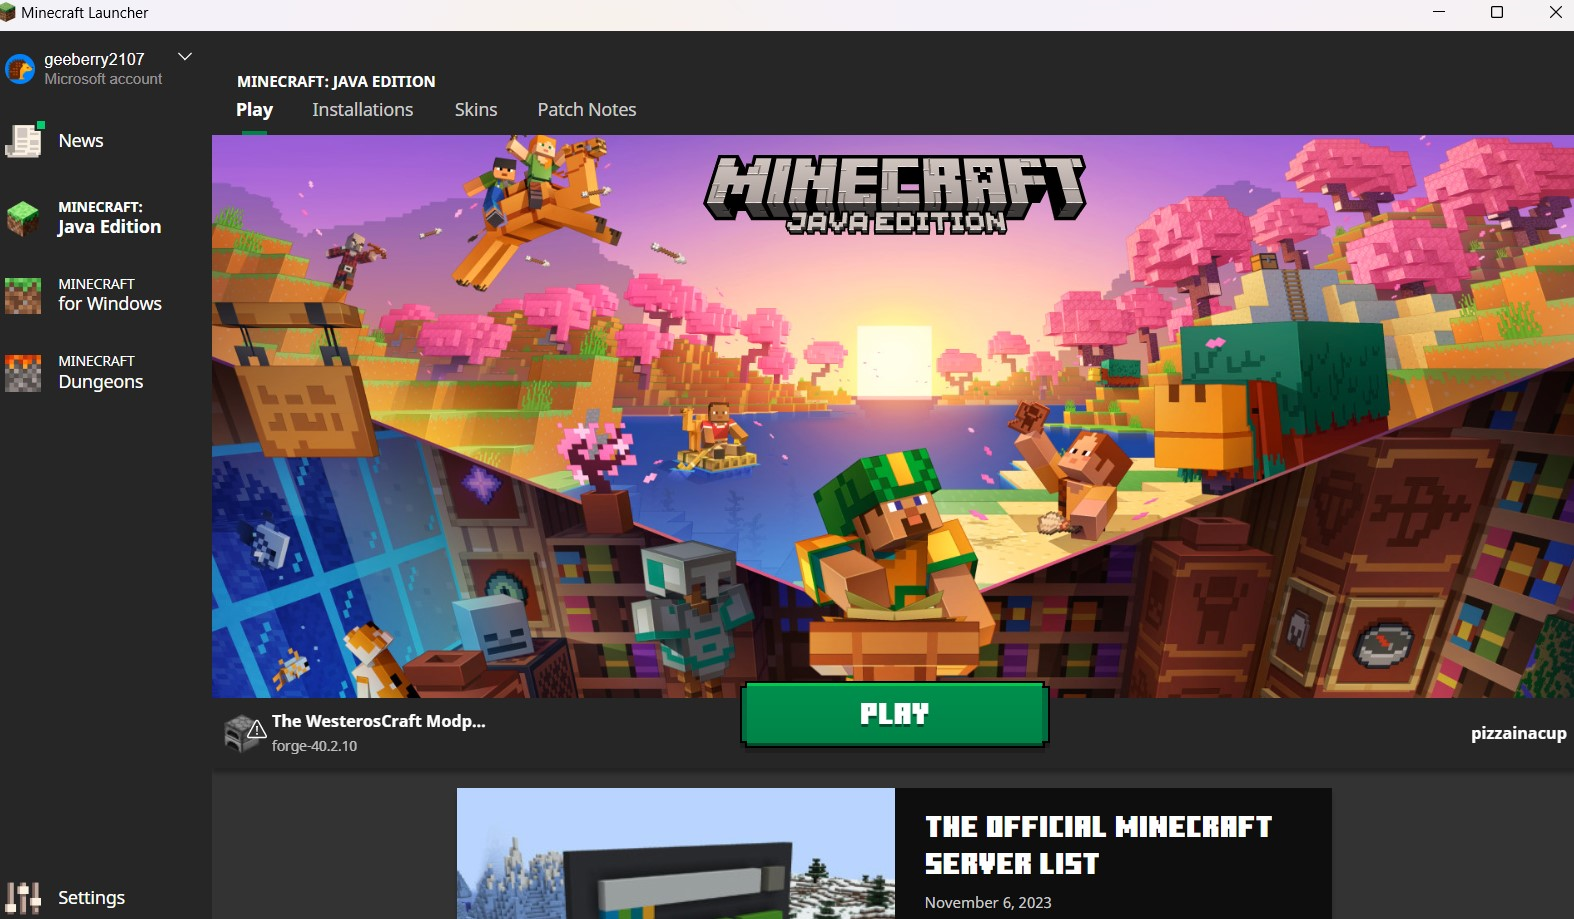 Minecraft Launcher
geeberry2107
Microsoft account
News
MINECRAFT:
Java Edition
MINECRAFT
for Windows
MINECRAFT
Dungeons
Settings
MINECRAFT: JAVA EDITION
Play Installations Skins Patch Notes
MINECRAFT
JAVA EDITION
The WesterosCraft Modp...
forge-40.2.10
PLAY
pizzainacup
THE OFFICIAL MINECRAFT
SERVER LIST
November 6, 2023